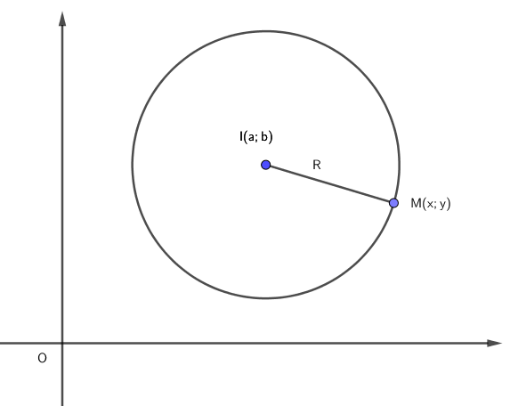 I(a; b)
R
M(x; y)
O